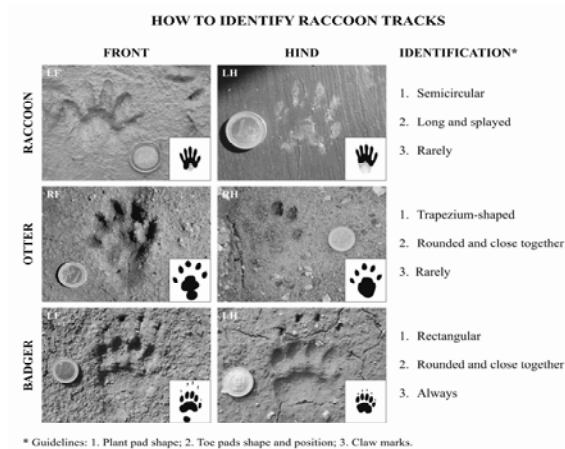 HOW TO IDENTIFY RACCOON TRACKS
FRONT
HIND
IDENTIFICATION*
RACCOON
LF
LH
1. Semicircular
2. Long and splayed
3. Rarely
OTTER
RF
RH
1. Trapezium-shaped
2. Rounded and close together
3. Rarely
BADGER
LF
LH
1. Rectangular
2. Rounded and close together
3. Always
* Guidelines: 1. Plant pad shape; 2. Toe pads shape and position; 3. Claw marks.